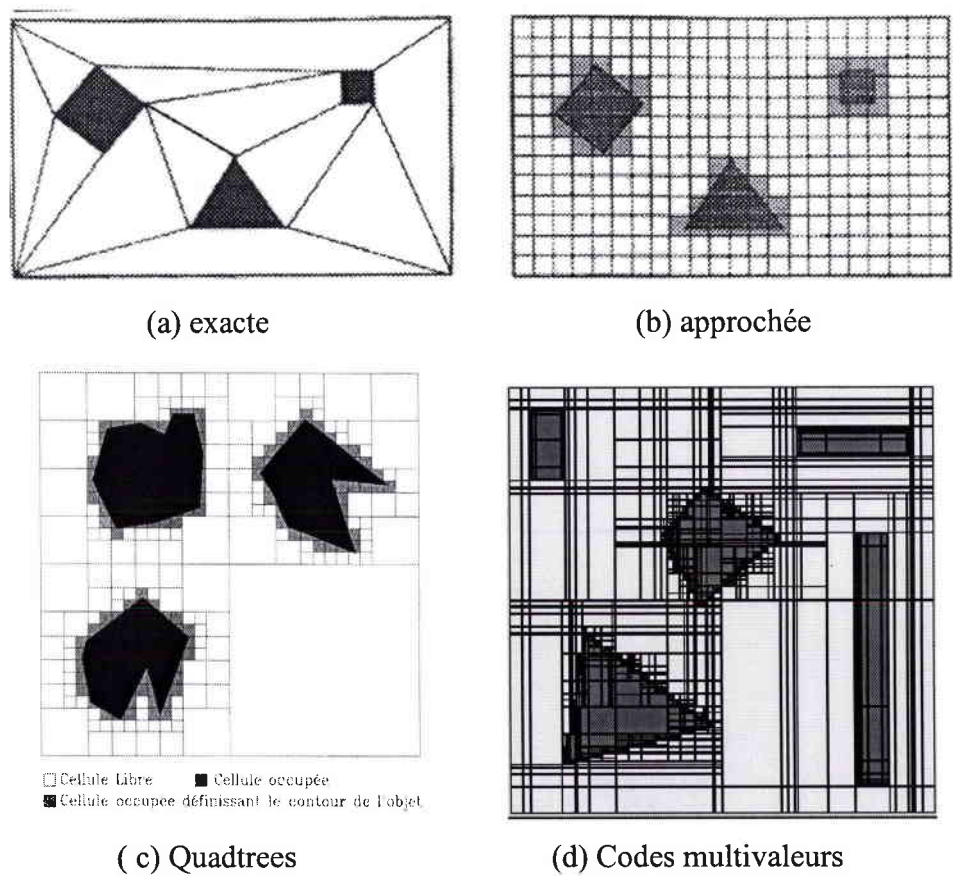 (a) exacte
(b) approchée
Cellule Libre
Cellule occupée
Cellule occupee définissant le contour de l'objet
( c) Quadtrees
(d) Codes multivaleurs